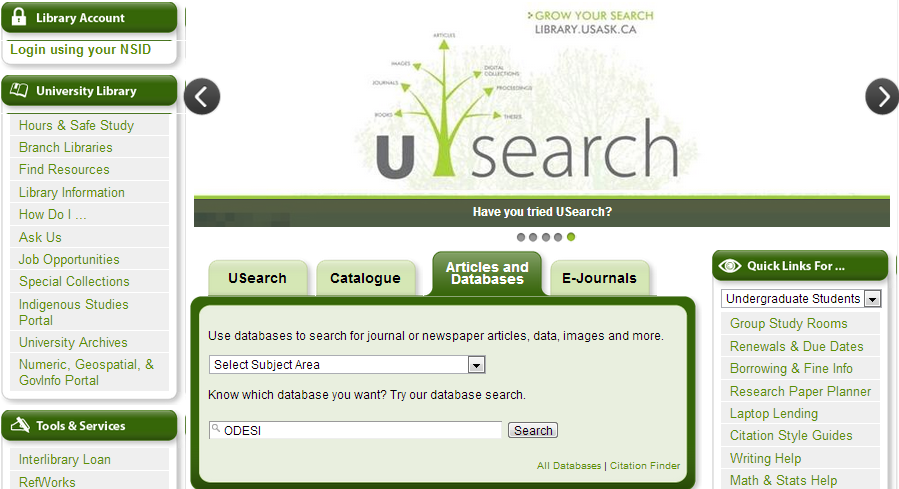 Library Account
Login using your NSID
University Library
Hours & Safe Study
Branch Libraries
Find Resources
Library Information
How Do I ...
Ask Us
Job Opportunities
Special Collections
Indigenous Studies
Portal
University Archives
Numeric, Geospatial, &
GovInfo Portal
Tools & Services
Interlibrary Loan
RefWorks
GROW YOUR SEARCH
LIBRARY.USASK.CA
ARTICLES
IMAGES
DIGITAL
COLLECTIONS
JOURNALS
PROCEEDINGS
BOOKS
THESES
USearch
Have you tried USearch?
USearch
Catalogue
Articles and
Databases
E-Journals
Use databases to search for journal or newspaper articles, data, images and more.
Select Subject Area
Know which database you want? Try our database search.
ODESI
Search
All Databases | Citation Finder
Quick Links For ...
Undergraduate Students
Group Study Rooms
Renewals & Due Dates
Borrowing & Fine Info
Research Paper Planner
Laptop Lending
Citation Style Guides
Writing Help
Math & Stats Help